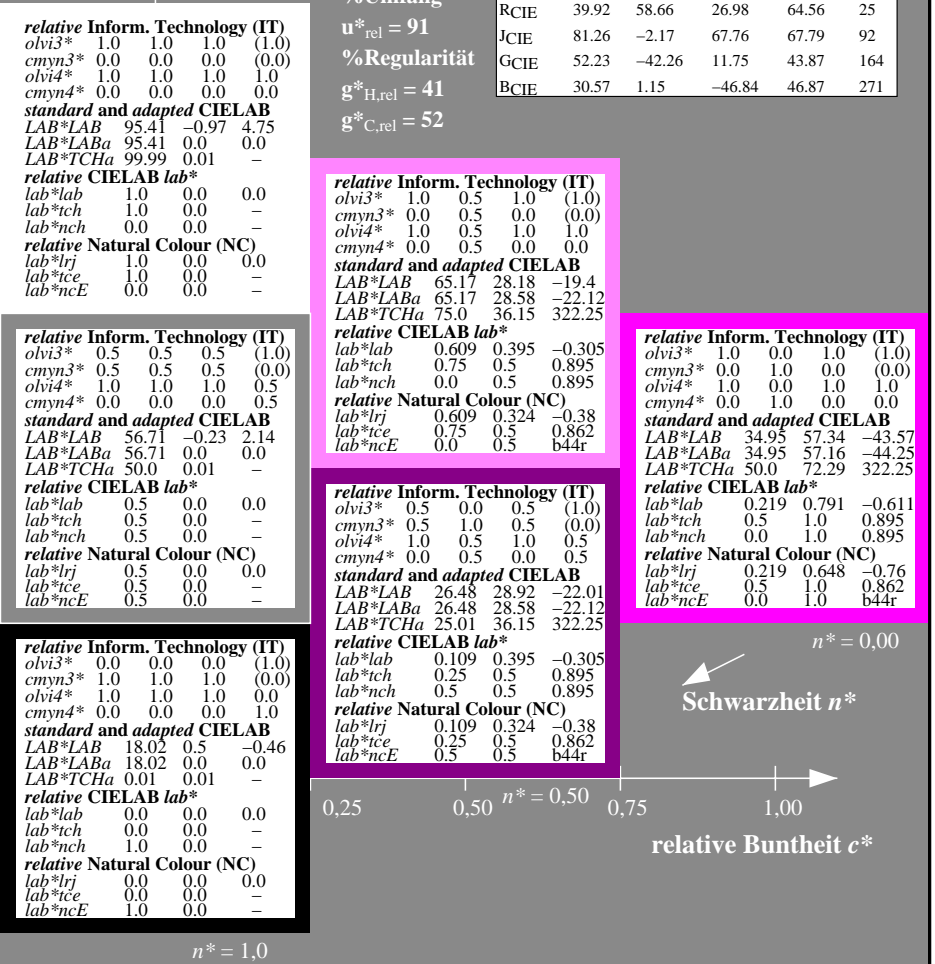 %Umfang
u*rel = 91
%Regularität
g*H,rel = 41
g*C,rel = 52
RCIE 39.92 58.66 26.98 64.56 25
JCIE 81.26 −2.17 67.76 67.79 92
GCIE 52.23 −42.26 11.75 43.87 164
BCIE 30.57 1.15 −46.84 46.87 271
relative Inform. Technology (IT)
olvi3* 1.0 1.0 1.0 (1.0)
cmyn3* 0.0 0.0 0.0 (0.0)
olvi4* 1.0 1.0 1.0 1.0
cmyn4* 0.0 0.0 0.0 0.0
standard and adapted CIELAB
LAB*LAB 95.41 −0.97 4.75
LAB*LABa 95.41 0.0 0.0
LAB*TCHa 99.99 0.01 –
relative CIELAB lab*
lab*lab 1.0 0.0 0.0
lab*tch 1.0 0.0 –
lab*nch 0.0 0.0 –
relative Natural Colour (NC)
lab*lrj 1.0 0.0 0.0
lab*tce 1.0 0.0 –
lab*ncE 0.0 0.0 –
relative Inform. Technology (IT)
olvi3* 1.0 0.5 1.0 (1.0)
cmyn3* 0.0 0.5 0.0 (0.0)
olvi4* 1.0 0.5 1.0 1.0
cmyn4* 0.0 0.5 0.0 0.0
standard and adapted CIELAB
LAB*LAB 65.17 28.18 −19.4
LAB*LABa 65.17 28.58 −22.12
LAB*TCHa 75.0 36.15 322.25
relative CIELAB lab*
lab*lab 0.609 0.395 −0.305
lab*tch 0.75 0.5 0.895
lab*nch 0.0 0.5 0.895
relative Natural Colour (NC)
lab*lrj 0.609 0.324 −0.38
lab*tce 0.75 0.5 0.862
lab*ncE 0.0 0.5 b44r
relative Inform. Technology (IT)
olvi3* 0.5 0.5 0.5 (1.0)
cmyn3* 0.5 0.5 0.5 (0.0)
olvi4* 1.0 1.0 1.0 0.5
cmyn4* 0.0 0.0 0.0 0.5
standard and adapted CIELAB
LAB*LAB 56.71 −0.23 2.14
LAB*LABa 56.71 0.0 0.0
LAB*TCHa 50.0 0.01 –
relative CIELAB lab*
lab*lab 0.5 0.0 0.0
lab*tch 0.5 0.0 –
lab*nch 0.5 0.0 –
relative Natural Colour (NC)
lab*lrj 0.5 0.0 0.0
lab*tce 0.5 0.0 –
lab*ncE 0.5 0.0 –
relative Inform. Technology (IT)
olvi3* 1.0 0.0 1.0 (1.0)
cmyn3* 0.0 1.0 0.0 (0.0)
olvi4* 1.0 0.0 1.0 1.0
cmyn4* 0.0 1.0 0.0 0.0
standard and adapted CIELAB
LAB*LAB 34.95 57.34 −43.57
LAB*LABa 34.95 57.16 −44.25
LAB*TCHa 50.0 72.29 322.25
relative CIELAB lab*
lab*lab 0.219 0.791 −0.611
lab*tch 0.5 1.0 0.895
lab*nch 0.0 1.0 0.895
relative Natural Colour (NC)
lab*lrj 0.219 0.648 −0.76
lab*tce 0.5 1.0 0.862
lab*ncE 0.0 1.0 b44r
relative Inform. Technology (IT)
olvi3* 0.5 0.0 0.5 (1.0)
cmyn3* 0.5 1.0 0.5 (0.0)
olvi4* 1.0 0.5 1.0 0.5
cmyn4* 0.0 0.5 0.0 0.5
standard and adapted CIELAB
LAB*LAB 26.48 28.92 −22.01
LAB*LABa 26.48 28.58 −22.12
LAB*TCHa 25.01 36.15 322.25
relative CIELAB lab*
lab*lab 0.109 0.395 −0.305
lab*tch 0.25 0.5 0.895
lab*nch 0.5 0.5 0.895
relative Natural Colour (NC)
lab*lrj 0.109 0.324 −0.38
lab*tce 0.25 0.5 0.862
lab*ncE 0.5 0.5 b44r
relative Inform. Technology (IT)
olvi3* 0.0 0.0 0.0 (1.0)
cmyn3* 1.0 1.0 1.0 (0.0)
olvi4* 1.0 1.0 1.0 0.0
cmyn4* 0.0 0.0 0.0 1.0
standard and adapted CIELAB
LAB*LAB 18.02 0.5 −0.46
LAB*LABa 18.02 0.0 0.0
LAB*TCHa 0.01 0.01 –
relative CIELAB lab*
lab*lab 0.0 0.0 0.0
lab*tch 0.0 0.0 –
lab*nch 1.0 0.0 –
relative Natural Colour (NC)
lab*lrj 0.0 0.0 0.0
lab*tce 0.0 0.0 –
lab*ncE 1.0 0.0 –
n* = 0,00
Schwarzheit n*
0,25 0,50 n* = 0,50 0,75 1,00
relative Buntheit c*
n* = 1,0